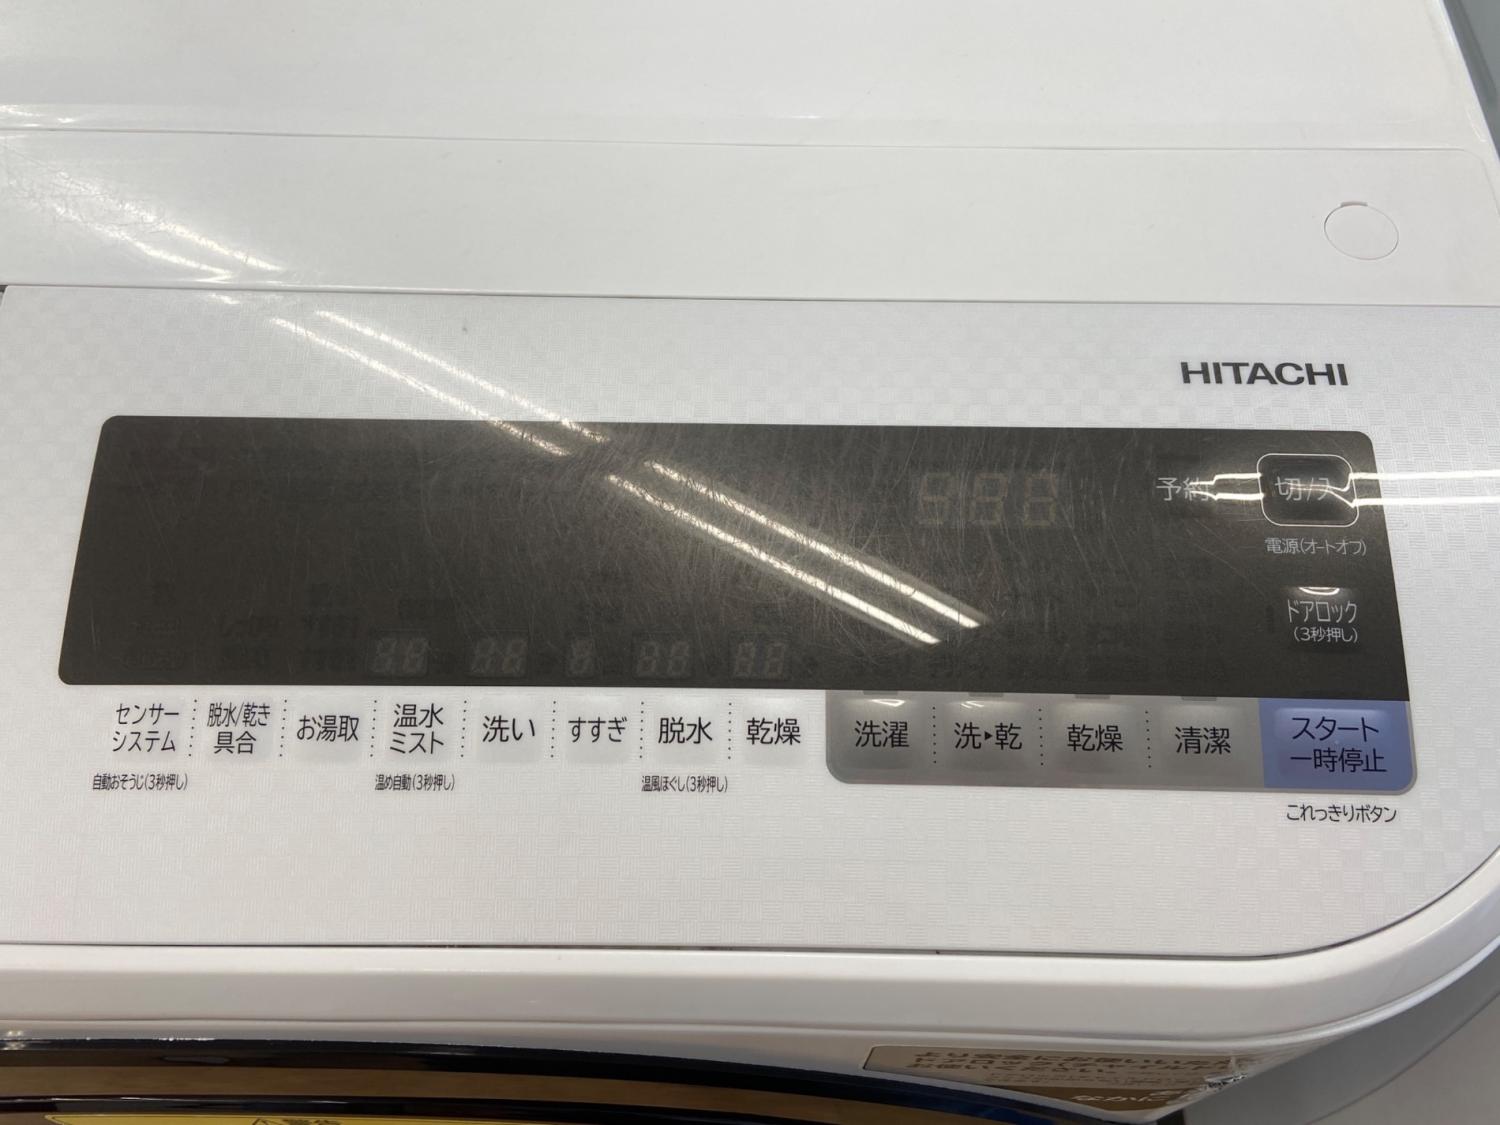 HITACHI
予約
切/入
電源(オートオフ)
ドアロック
(3秒押し)
センサー
システム
自動おそうじ(3秒押し)
脱水/乾き
具合
お湯取
温水
ミスト
温め自動(3秒押し)
洗い
すすぎ
脱水
温風ほぐし(3秒押し)
乾燥
洗濯
洗▶乾
乾燥
清潔
スタート
一時停止
これっきりボタン